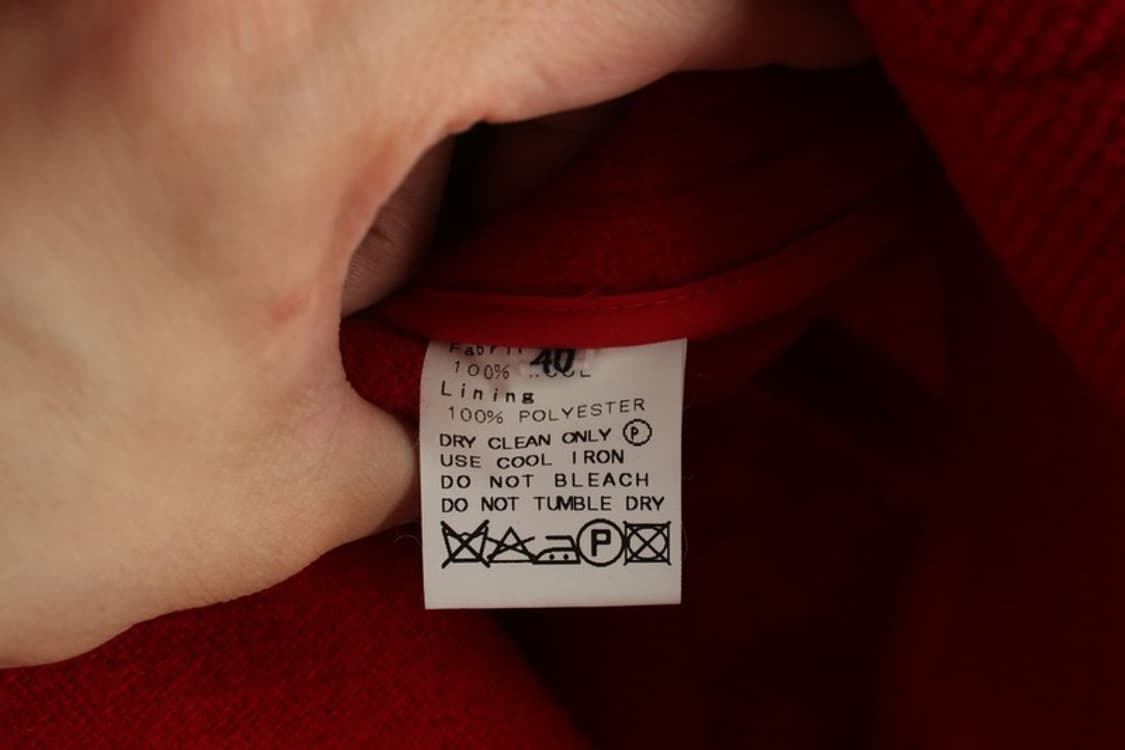 40
100%
Lining
100% POLYESTER
DRY CLEAN ONLY Ⓟ
USE COOL IRON
DO NOT BLEACH
DO NOT TUMBLE DRY
P